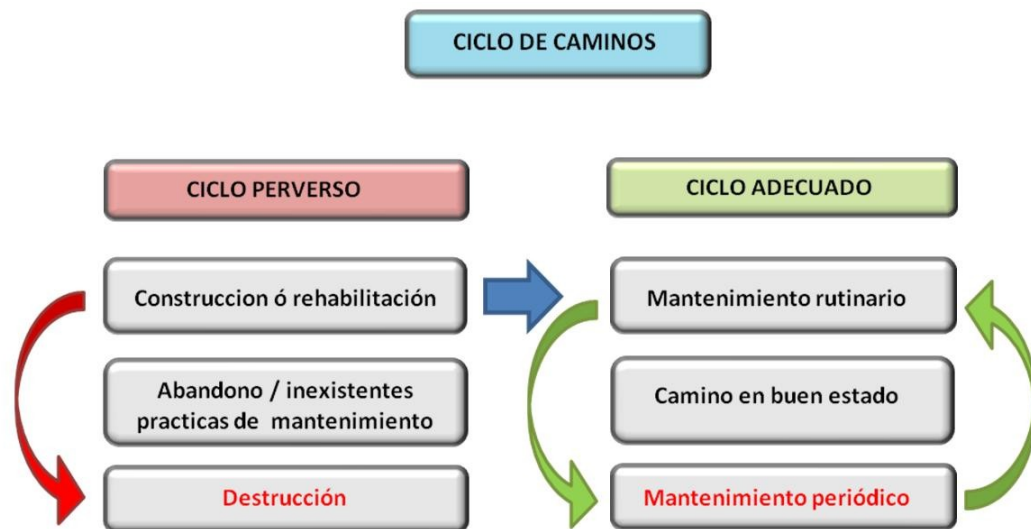 CICLO DE CAMINOS
CICLO PERVERSO
Construccion ó rehabilitación
Abandono / inexistentes
practicas de mantenimiento
Destrucción
CICLO ADECUADO
Mantenimiento rutinario
Camino en buen estado
Mantenimiento periódico